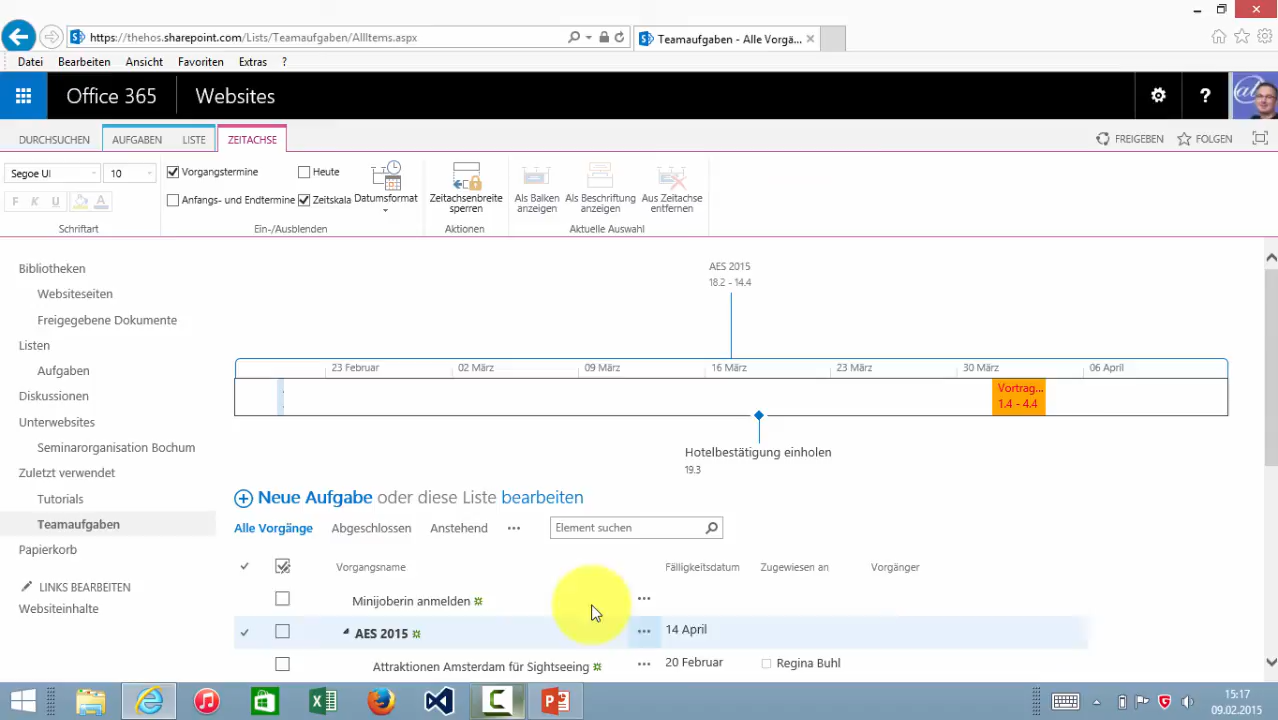 https://thehos.sharepoint.com/Lists/Teamaufgaben/AllItems.aspx
Teamaufgaben - Alle Vorgä...
Datei Bearbeiten Ansicht Favoriten Extras ?
Office 365 Websites
DURCHSUCHEN AUFGABEN LISTE ZEITACHSE FREIGEBEN FOLGEN
Segoe UI 10
F K U A
Schriftart
Vorgangstermine Heute
Anfangs- und Endtermine Zeitskala
Datumsformat
Ein-/Ausblenden
Zeitachsenbreite
sperren
Aktionen
Als Balken
anzeigen
Als Beschriftung
anzeigen
Aus Zeitachse
entfernen
Aktuelle Auswahl
Bibliotheken
Websiteseiten
Freigegebene Dokumente
Listen
Aufgaben
Diskussionen
Unterwebsites
Seminarorganisation Bochum
Zuletzt verwendet
Tutorials
Teamaufgaben
Papierkorb
LINKS BEARBEITEN
Websiteinhalte
AES 2015
18.2 - 14.4
23 Februar 02 März 09 März 16 März 23 März 30 März 06 April
Vortrag...
1.4 - 4.4
Hotelbestätigung einholen
19.3
Neue Aufgabe oder diese Liste bearbeiten
Alle Vorgänge Abgeschlossen Anstehend ... Element suchen
Vorgangsname Fälligkeitsdatum Zugewiesen an Vorgänger
Minijoberin anmelden ...
AES 2015 ... 14 April
Attraktionen Amsterdam für Sightseeing ... 20 Februar Regina Buhl
15:17
09.02.2015